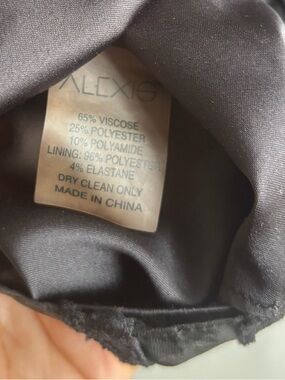 ALEXIS
65% VISCOSE
25% POLYESTER
10% POLYAMIDE
LINING: 96% POLYESTER
4% ELASTANE
DRY CLEAN ONLY
MADE IN CHINA